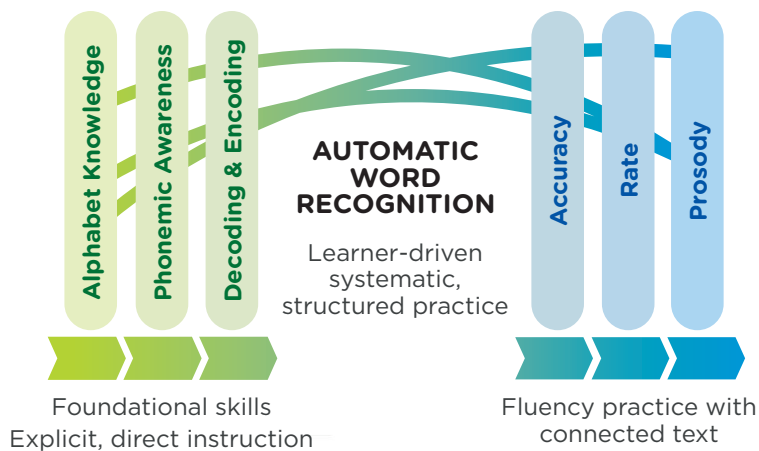 Alphabet Knowledge
Phonemic Awareness
Decoding & Encoding
AUTOMATIC
WORD
RECOGNITION
Learner-driven
systematic,
structured practice
Accuracy
Rate
Prosody
Foundational skills
Explicit, direct instruction
Fluency practice with
connected text